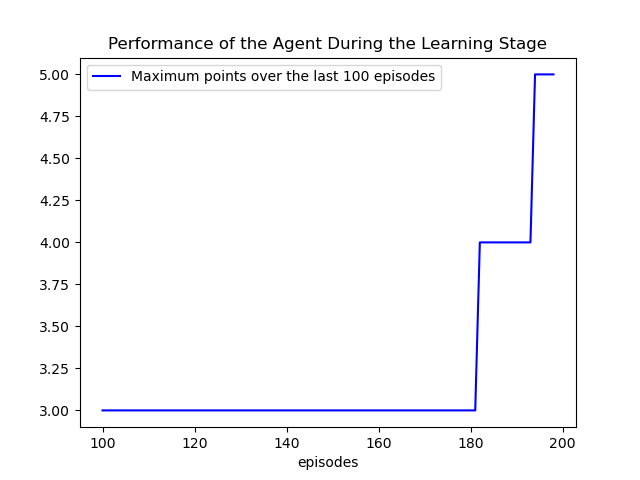 Performance of the Agent During the Learning Stage
Maximum points over the last 100 episodes
5.00
4.75
4.50
4.25
4.00
3.75
3.50
3.25
3.00
100 120 140 160 180 200
episodes